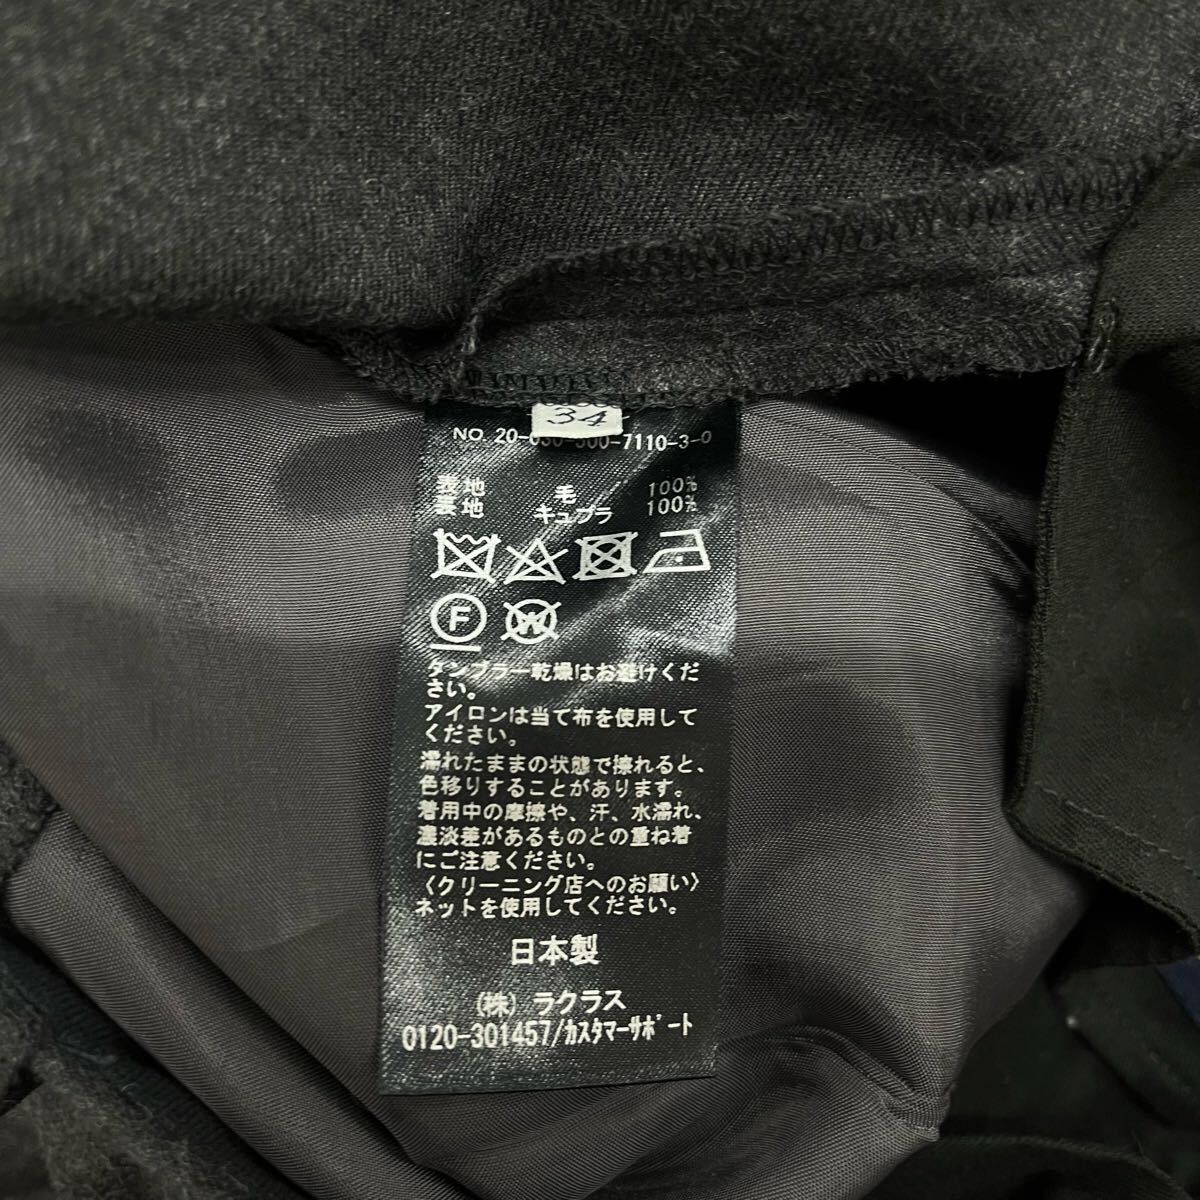 34
NO. 20-030-500-7110-3-0
表地 毛 100%
裏地 キュプラ 100%
F
W
タンブラー乾燥はお避けくだ
さい。
アイロンは当て布を使用して
ください。
濡れたままの状態で擦れると、
色移りすることがあります。
着用中の摩擦や、汗、水濡れ、
濃淡差があるものとの重ね着
にご注意ください。
〈クリーニング店へのお願い〉
ネットを使用してください。
日本製
(株) ラクラス
0120-301457/カスタマーサポート